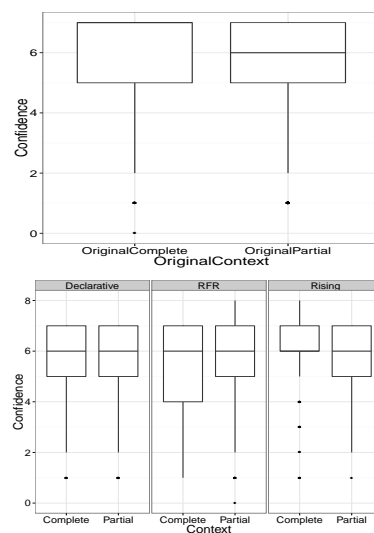 Confidence
6
4
2
0
OriginalComplete OriginalPartial
OriginalContext
Declarative RFR Rising
Confidence
8
6
4
2
0
Complete Partial Complete Partial Complete Partial
Context